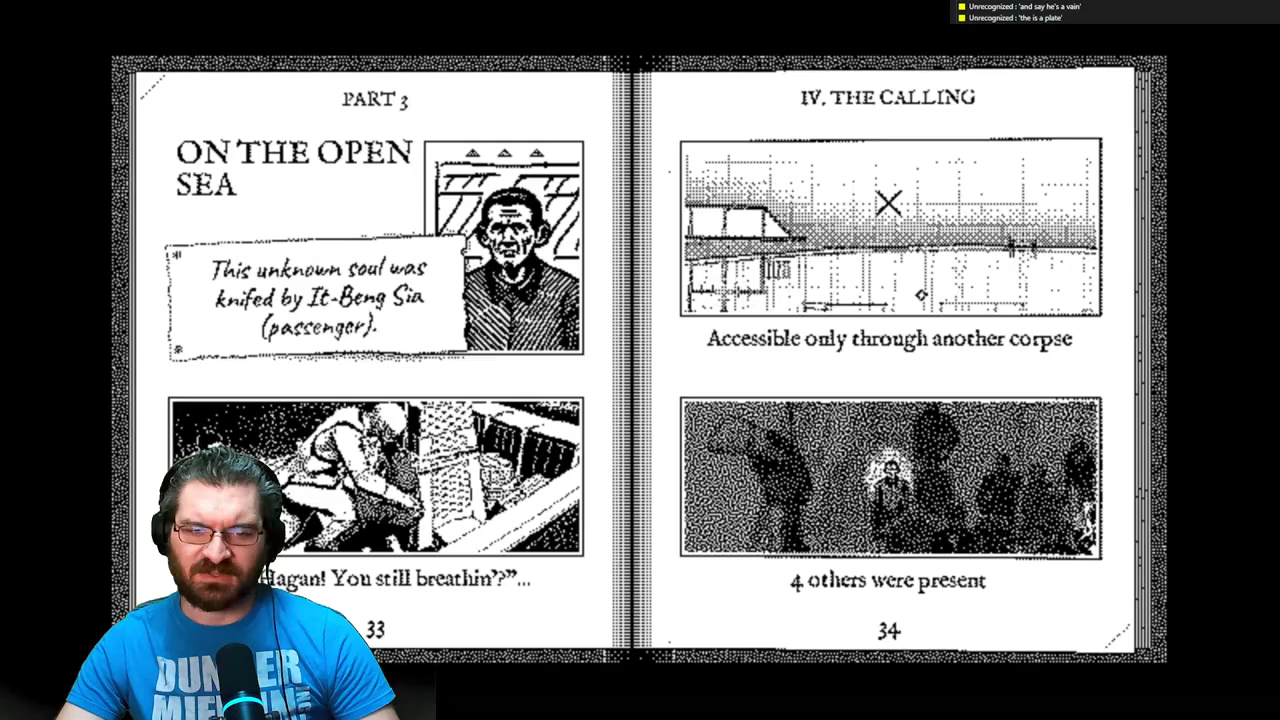 Unrecognized : 'and say he's a vain'
Unrecognized : 'the is a plate'
PART 3
ON THE OPEN
SEA
This unknown soul was
knifed by It-Beng Sia
(passenger).
You still breathin'?"...
33
IV. THE CALLING
Accessible only through another corpse
4 others were present
34